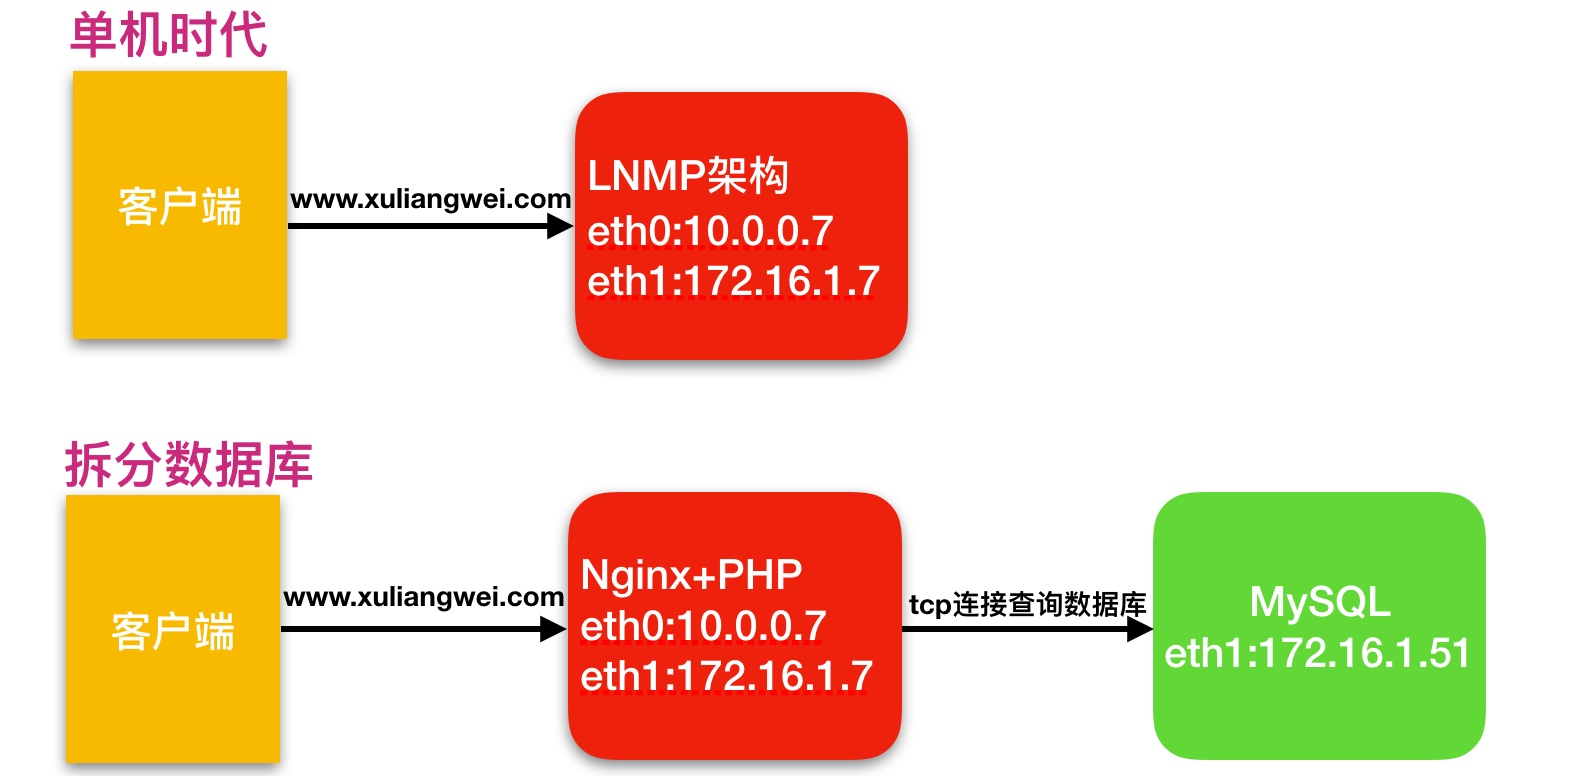 单机时代
客户端
www.xuliangwei.com
LNMP架构
eth0:10.0.0.7
eth1:172.16.1.7
拆分数据库
客户端
www.xuliangwei.com
Nginx+PHP
eth0:10.0.0.7
eth1:172.16.1.7
tcp连接查询数据库
MySQL
eth1:172.16.1.51